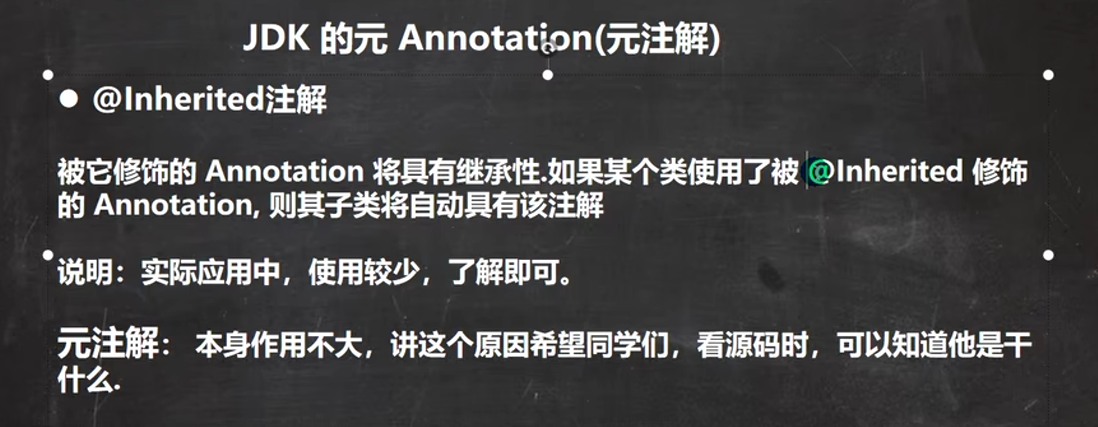 JDK 的元 Annotation(元注解)
● @Inherited注解
被它修饰的 Annotation 将具有继承性.如果某个类使用了被 @Inherited 修饰
的 Annotation, 则其子类将自动具有该注解
说明：实际应用中，使用较少，了解即可。
元注解： 本身作用不大，讲这个原因希望同学们，看源码时，可以知道他是干
什么.